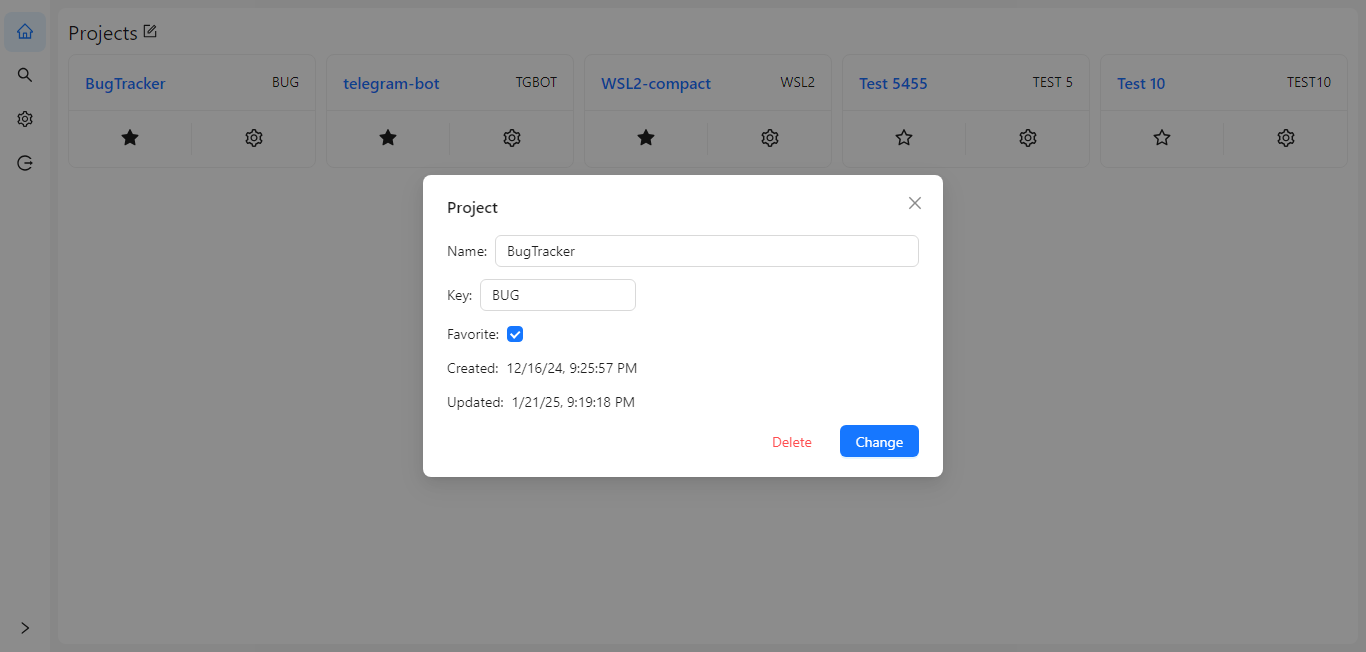 Projects
BugTracker BUG
telegram-bot TGBOT
WSL2-compact WSL2
Test 5455 TEST 5
Test 10 TEST10
Project
Name: BugTracker
Key: BUG
Favorite:
Created: 12/16/24, 9:25:57 PM
Updated: 1/21/25, 9:19:18 PM
Delete Change